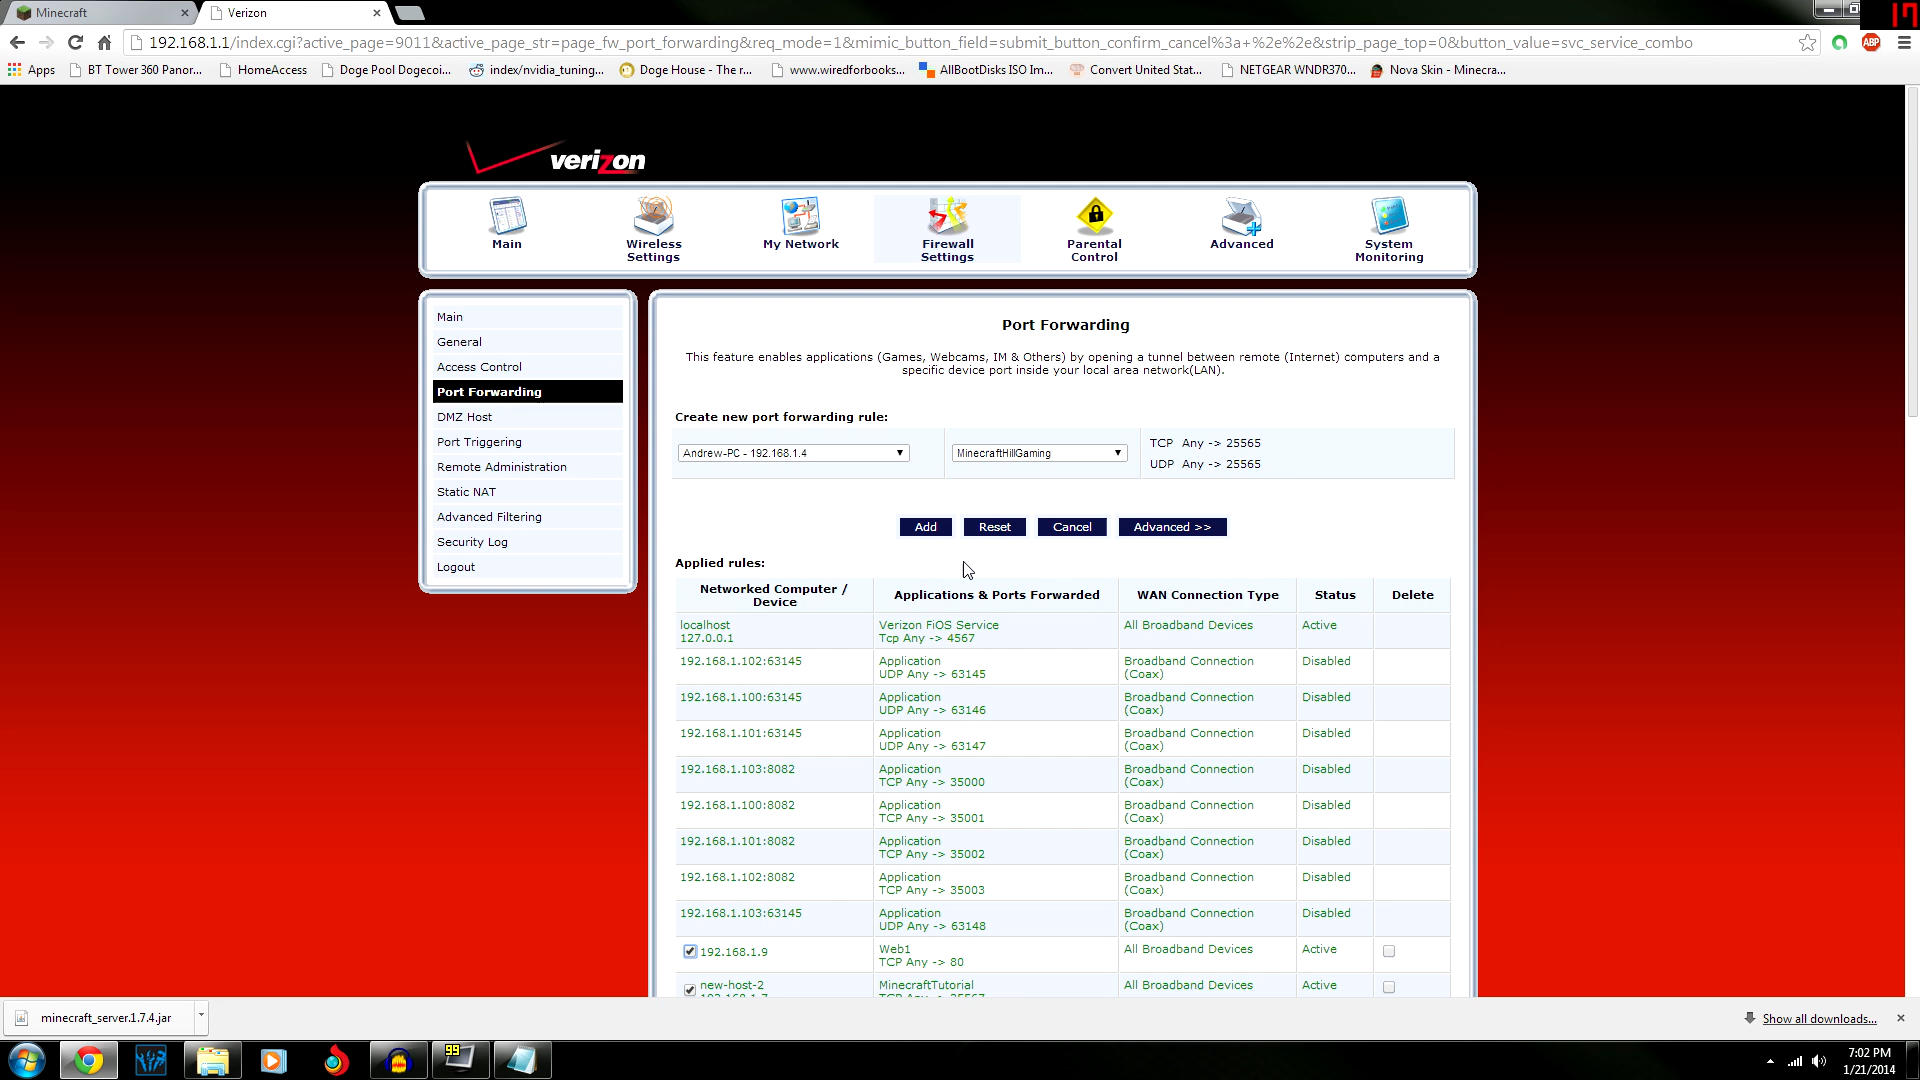 Minecraft
Verizon
17
192.168.1.1/index.cgi?active_page=9011&active_page_str=page_fw_port_forwarding&req_mode=1&mimic_button_field=submit_button_confirm_cancel%3a+%2e%2e&strip_page_top=0&button_value=svc_service_combo
ABP
Apps
BT Tower 360 Panor...
HomeAccess
Doge Pool Dogecoi...
index/nvidia_tuning...
Doge House - The r...
www.wiredforbooks...
AllBootDisks ISO Im...
Convert United Stat...
NETGEAR WNDR370...
Nova Skin - Minecra...
verizon
Main
Wireless
Settings
My Network
Firewall
Settings
Parental
Control
Advanced
System
Monitoring
Main
General
Access Control
Port Forwarding
DMZ Host
Port Triggering
Remote Administration
Static NAT
Advanced Filtering
Security Log
Logout
Port Forwarding
This feature enables applications (Games, Webcams, IM & Others) by opening a tunnel between remote (Internet) computers and a
specific device port inside your local area network(LAN).
Create new port forwarding rule:
Andrew-PC - 192.168.1.4
MinecraftHillGaming
TCP Any -> 25565
UDP Any -> 25565
Add
Reset
Cancel
Advanced >>
Applied rules:
Networked Computer /
Device
Applications & Ports Forwarded
WAN Connection Type
Status
Delete
localhost
127.0.0.1
Verizon FiOS Service
Tcp Any -> 4567
All Broadband Devices
Active
192.168.1.102:63145
Application
UDP Any -> 63145
Broadband Connection
(Coax)
Disabled
192.168.1.100:63145
Application
UDP Any -> 63146
Broadband Connection
(Coax)
Disabled
192.168.1.101:63145
Application
UDP Any -> 63147
Broadband Connection
(Coax)
Disabled
192.168.1.103:8082
Application
TCP Any -> 35000
Broadband Connection
(Coax)
Disabled
192.168.1.100:8082
Application
TCP Any -> 35001
Broadband Connection
(Coax)
Disabled
192.168.1.101:8082
Application
TCP Any -> 35002
Broadband Connection
(Coax)
Disabled
192.168.1.102:8082
Application
TCP Any -> 35003
Broadband Connection
(Coax)
Disabled
192.168.1.103:63145
Application
UDP Any -> 63148
Broadband Connection
(Coax)
Disabled
192.168.1.9
Web1
TCP Any -> 80
All Broadband Devices
Active
new-host-2
MinecraftTutorial
All Broadband Devices
Active
minecraft_server.1.7.4.jar
Show all downloads...
99
7:02 PM
1/21/2014